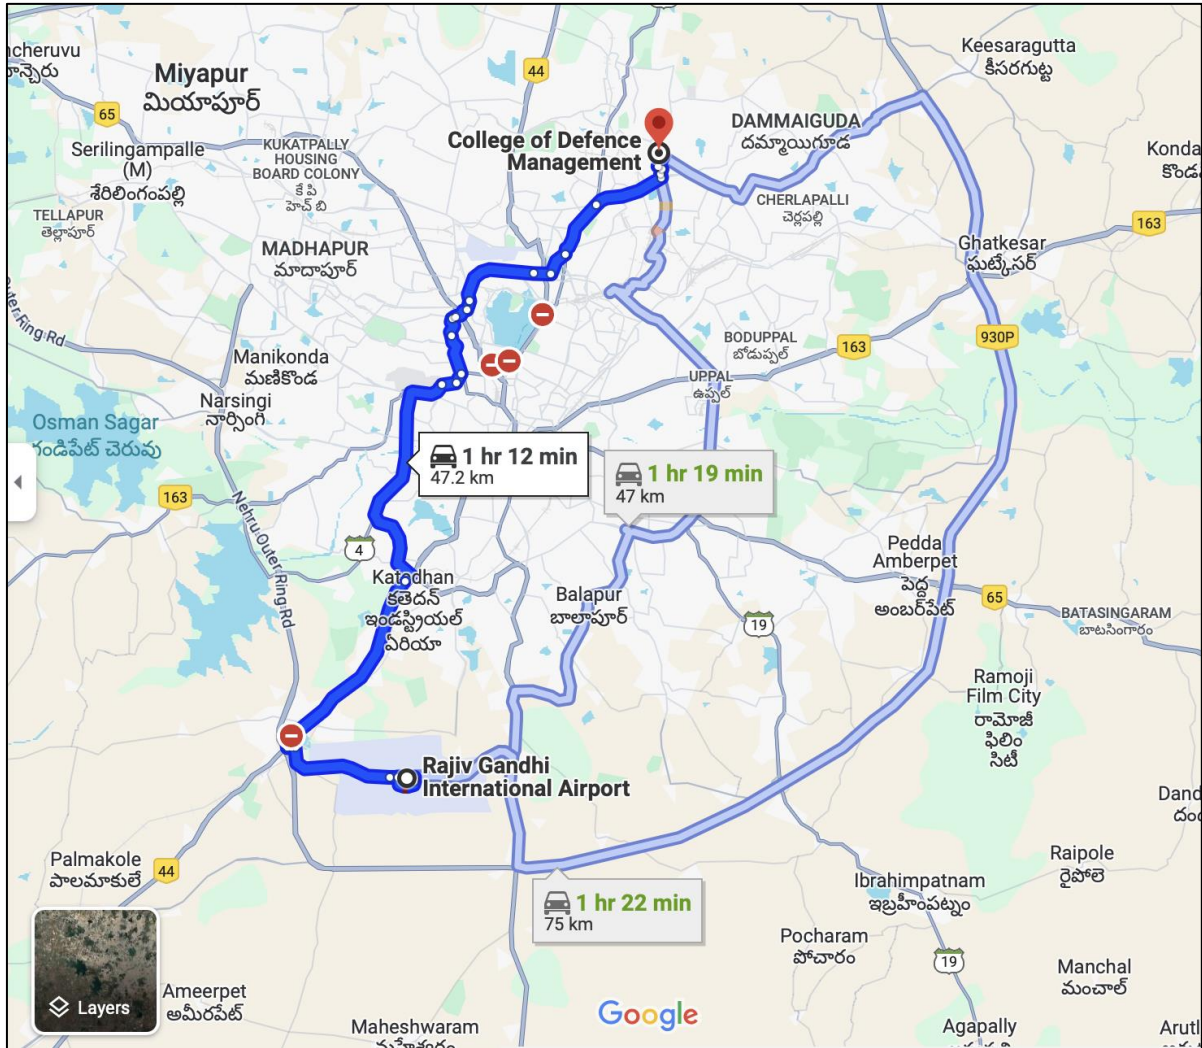 Keesaragutta
కీసరగుట్ట
Miyapur
మియాపూర్
44
65
College of Defence
Management
DAMMAIGUDA
దమ్మాయిగూడ
Serilingampalle
(M)
శేరిలింగంపల్లి
KUKATPALLY
HOUSING
BOARD COLONY
కే పి
హెచ్ బి
CHERLAPALLI
చెర్లపల్లి
TELLAPUR
తెల్లాపూర్
163
MADHAPUR
మాదాపూర్
Ghatkesar
ఘట్కేసర్
Outer Ring Rd
930P
Manikonda
మణికొండ
BODUPPAL
బోడుప్పల్
163
Narsingi
నార్సింగి
UPPAL
ఉప్పల్
Osman Sagar
గండిపేట్ చెరువు
1 hr 12 min
47.2 km
1 hr 19 min
47 km
163
Nehru Outer Ring Rd
4
Pedda
Amberpet
పెద్ద
అంబర్‌పేట్
కతెదన్
ఇండస్ట్రియల్
ఏరియా
Balapur
బాలాపూర్
65
BATASINGARAM
బాటసింగారం
19
Ramoji
Film City
రామోజీ
ఫిలిం
సిటీ
Rajiv Gandhi
International Airport
Palmakole
పాలమాకులే
44
Raipole
రైపోలె
Ibrahimpatnam
ఇబ్రహీంపట్నం
1 hr 22 min
75 km
Pocharam
పోచారం
19
Manchal
మంచాల్
Layers
Ameerpet
అమీరపేట్
Google
Maheshwaram
Agapally